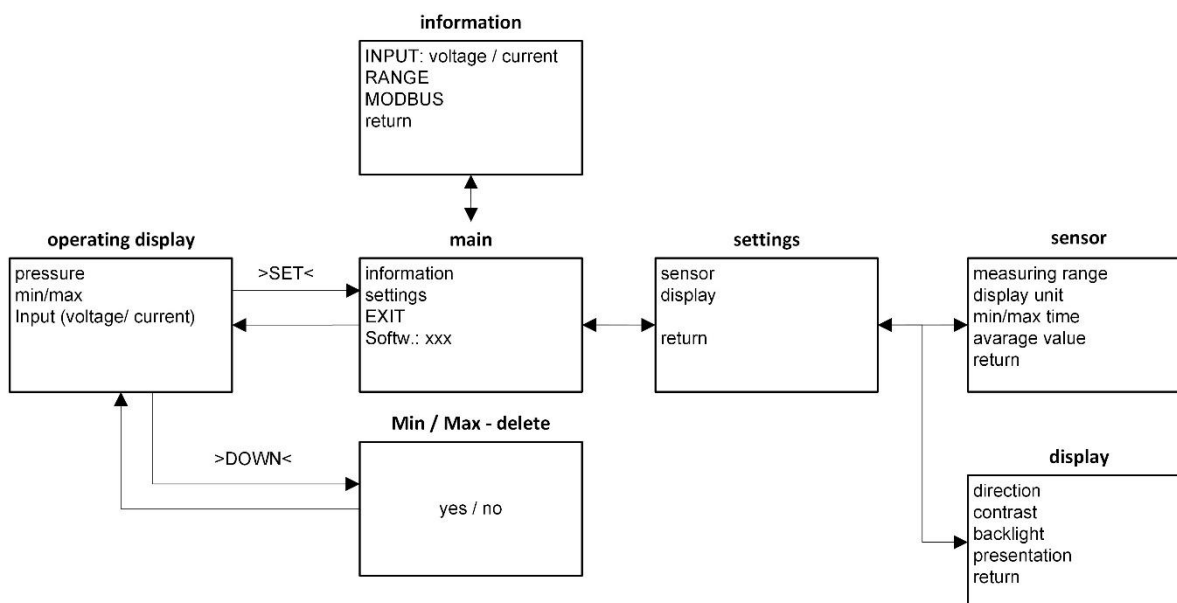 information
INPUT: voltage / current
RANGE
MODBUS
return
operating display
pressure
min/max
Input (voltage/ current)
>SET<
main
information
settings
EXIT
Softw.: xxx
settings
sensor
display
return
sensor
measuring range
display unit
min/max time
avarage value
return
>DOWN<
Min / Max - delete
yes / no
display
direction
contrast
backlight
presentation
return